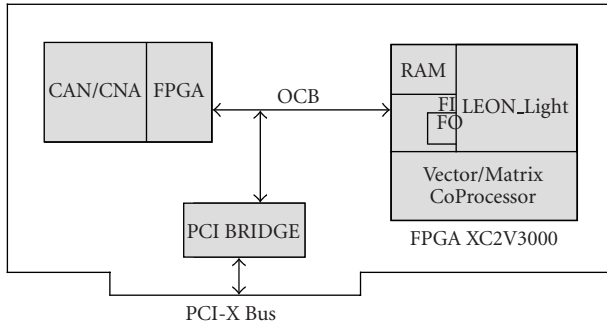 CAN/CNA
FPGA
OCB
RAM
FI
FO
LEON_Light
Vector/Matrix
CoProcessor
FPGA XC2V3000
PCI BRIDGE
PCI-X Bus